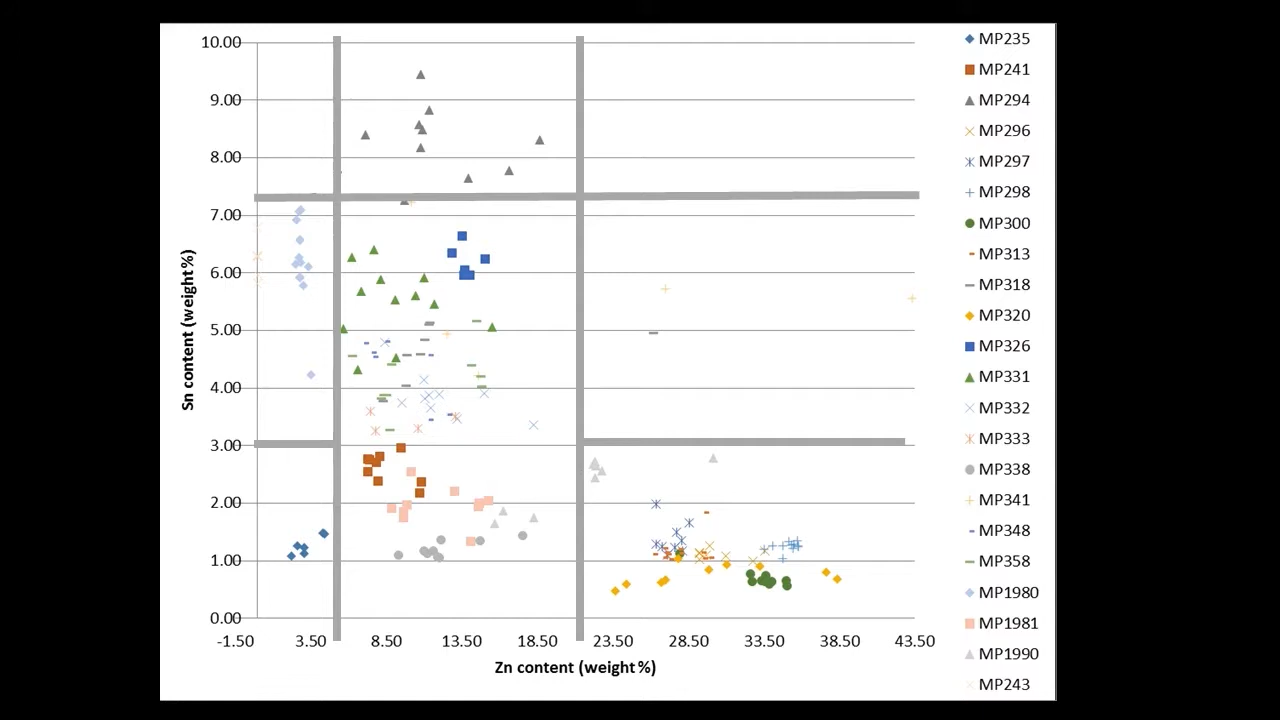 10.00
9.00
8.00
7.00
6.00
5.00
4.00
3.00
2.00
1.00
0.00
Sn content (weight %)
-1.50 3.50 8.50 13.50 18.50 23.50 28.50 33.50 38.50 43.50
Zn content (weight %)
MP235
MP241
MP294
MP296
MP297
MP298
MP300
MP313
MP318
MP320
MP326
MP331
MP332
MP333
MP338
MP341
MP348
MP358
MP1980
MP1981
MP1990
MP243